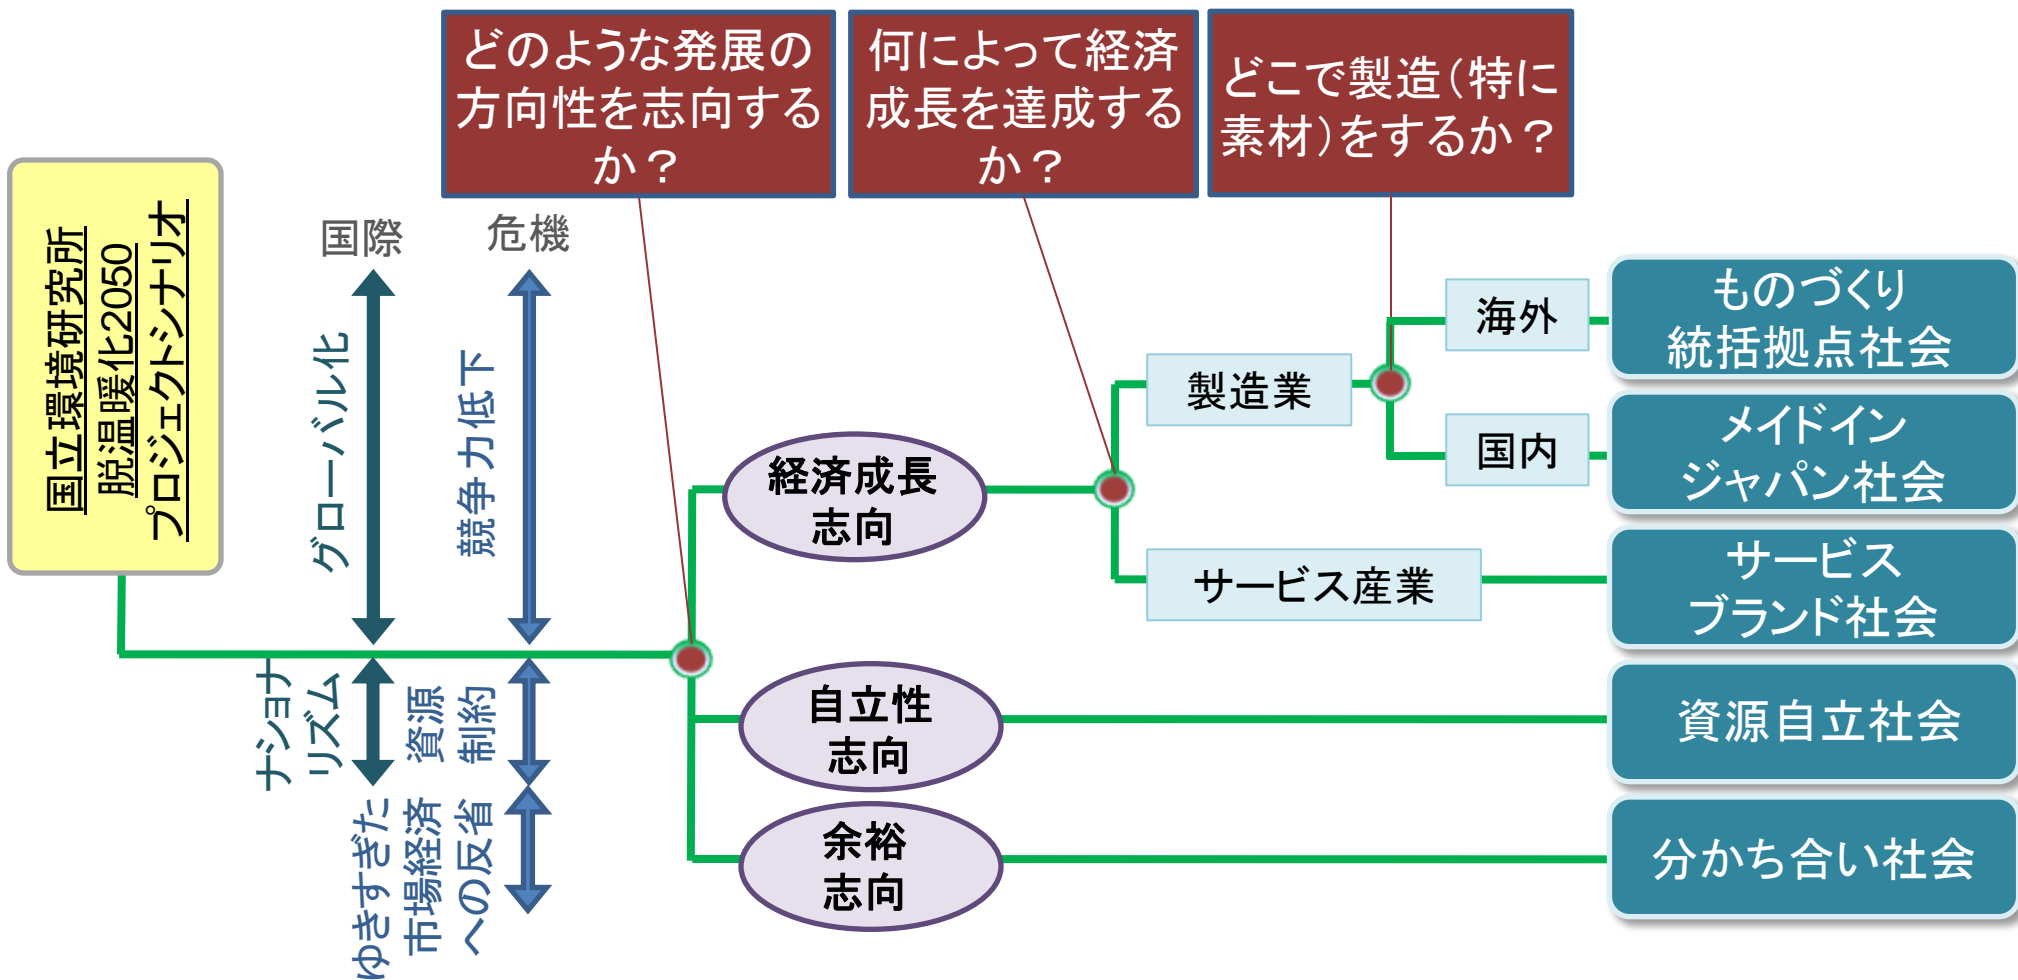 どのような発展の
方向性を志向する
か？
何によって経済
成長を達成する
か？
どこで製造（特に
素材）をするか？
国立環境研究所
脱温暖化2050
プロジェクトシナリオ
国際
危機
グローバル化
競争力低下
ナショナ
リズム
資源
制約
ゆきすぎた
市場経済
への反省
経済成長
志向
自立性
志向
余裕
志向
製造業
サービス産業
海外
国内
ものづくり
統括拠点社会
メイドイン
ジャパン社会
サービス
ブランド社会
資源自立社会
分かち合い社会